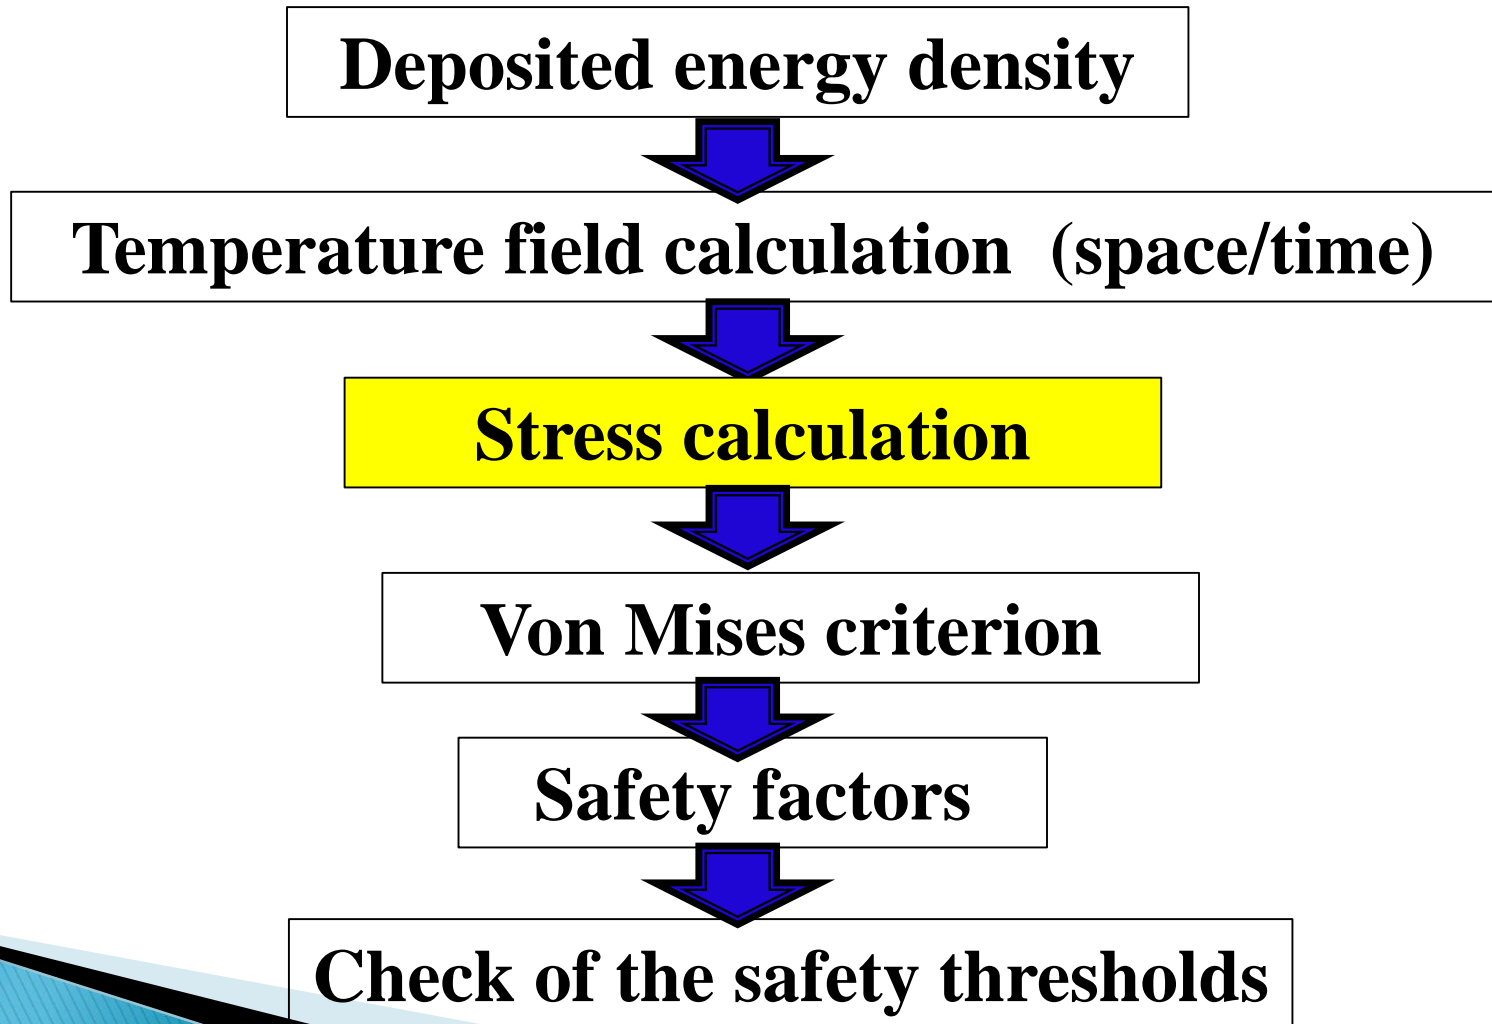 Deposited energy density
Temperature field calculation (space/time)
Stress calculation
Von Mises criterion
Safety factors
Check of the safety thresholds